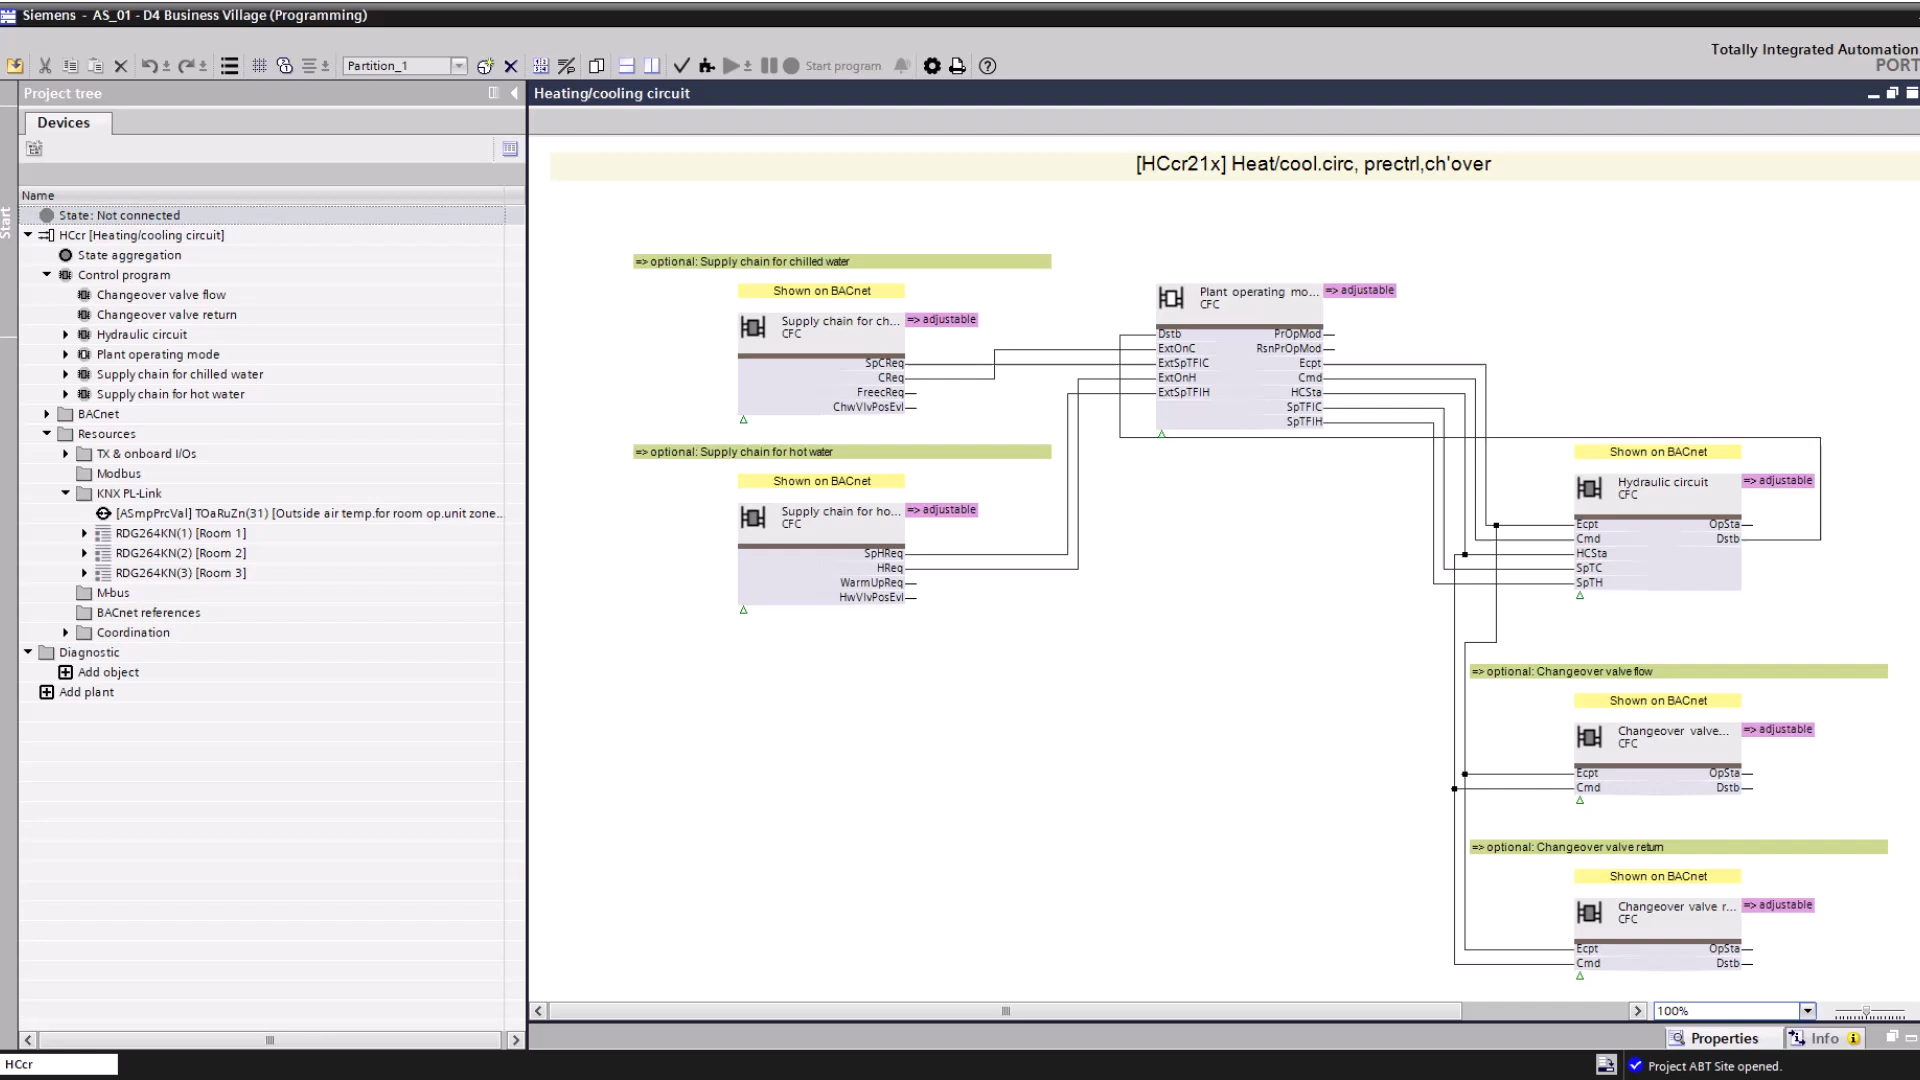 Siemens - AS_01 - D4 Business Village (Programming)
Totally Integrated Automation
PORT
Partition_1
Start program
Project tree
Devices
Start
Name
State: Not connected
HCcr [Heating/cooling circuit]
State aggregation
Control program
Changeover valve flow
Changeover valve return
Hydraulic circuit
Plant operating mode
Supply chain for chilled water
Supply chain for hot water
BACnet
Resources
TX & onboard I/Os
Modbus
KNX PL-Link
[ASmpPrcVal] TOaRuZn(31) [Outside air temp.for room op.unit zone...
RDG264KN(1) [Room 1]
RDG264KN(2) [Room 2]
RDG264KN(3) [Room 3]
M-bus
BACnet references
Coordination
Diagnostic
Add object
Add plant
Heating/cooling circuit
[HCcr21x] Heat/cool.circ, prectrl,ch'over
=> optional: Supply chain for chilled water
Shown on BACnet
Supply chain for ch...
CFC
=> adjustable
SpCReq
CReq
FreecReq
ChwVlvPosEvl
=> optional: Supply chain for hot water
Shown on BACnet
Supply chain for ho...
CFC
=> adjustable
SpHReq
HReq
WarmUpReq
HwVlvPosEvl
Plant operating mo...
CFC
=> adjustable
Dstb PrOpMod
ExtOnC RsnPrOpMod
ExtSpTFlC Ecpt
ExtOnH Cmd
ExtSpTFlH HCSta
SpTFlC
SpTFlH
Shown on BACnet
Hydraulic circuit
CFC
=> adjustable
Ecpt OpSta
Cmd Dstb
HCSta
SpTC
SpTH
=> optional: Changeover valve flow
Shown on BACnet
Changeover valve...
CFC
=> adjustable
Ecpt OpSta
Cmd Dstb
=> optional: Changeover valve return
Shown on BACnet
Changeover valve r...
CFC
=> adjustable
Ecpt OpSta
Cmd Dstb
100%
Properties
Info
HCcr
Project ABT Site opened.